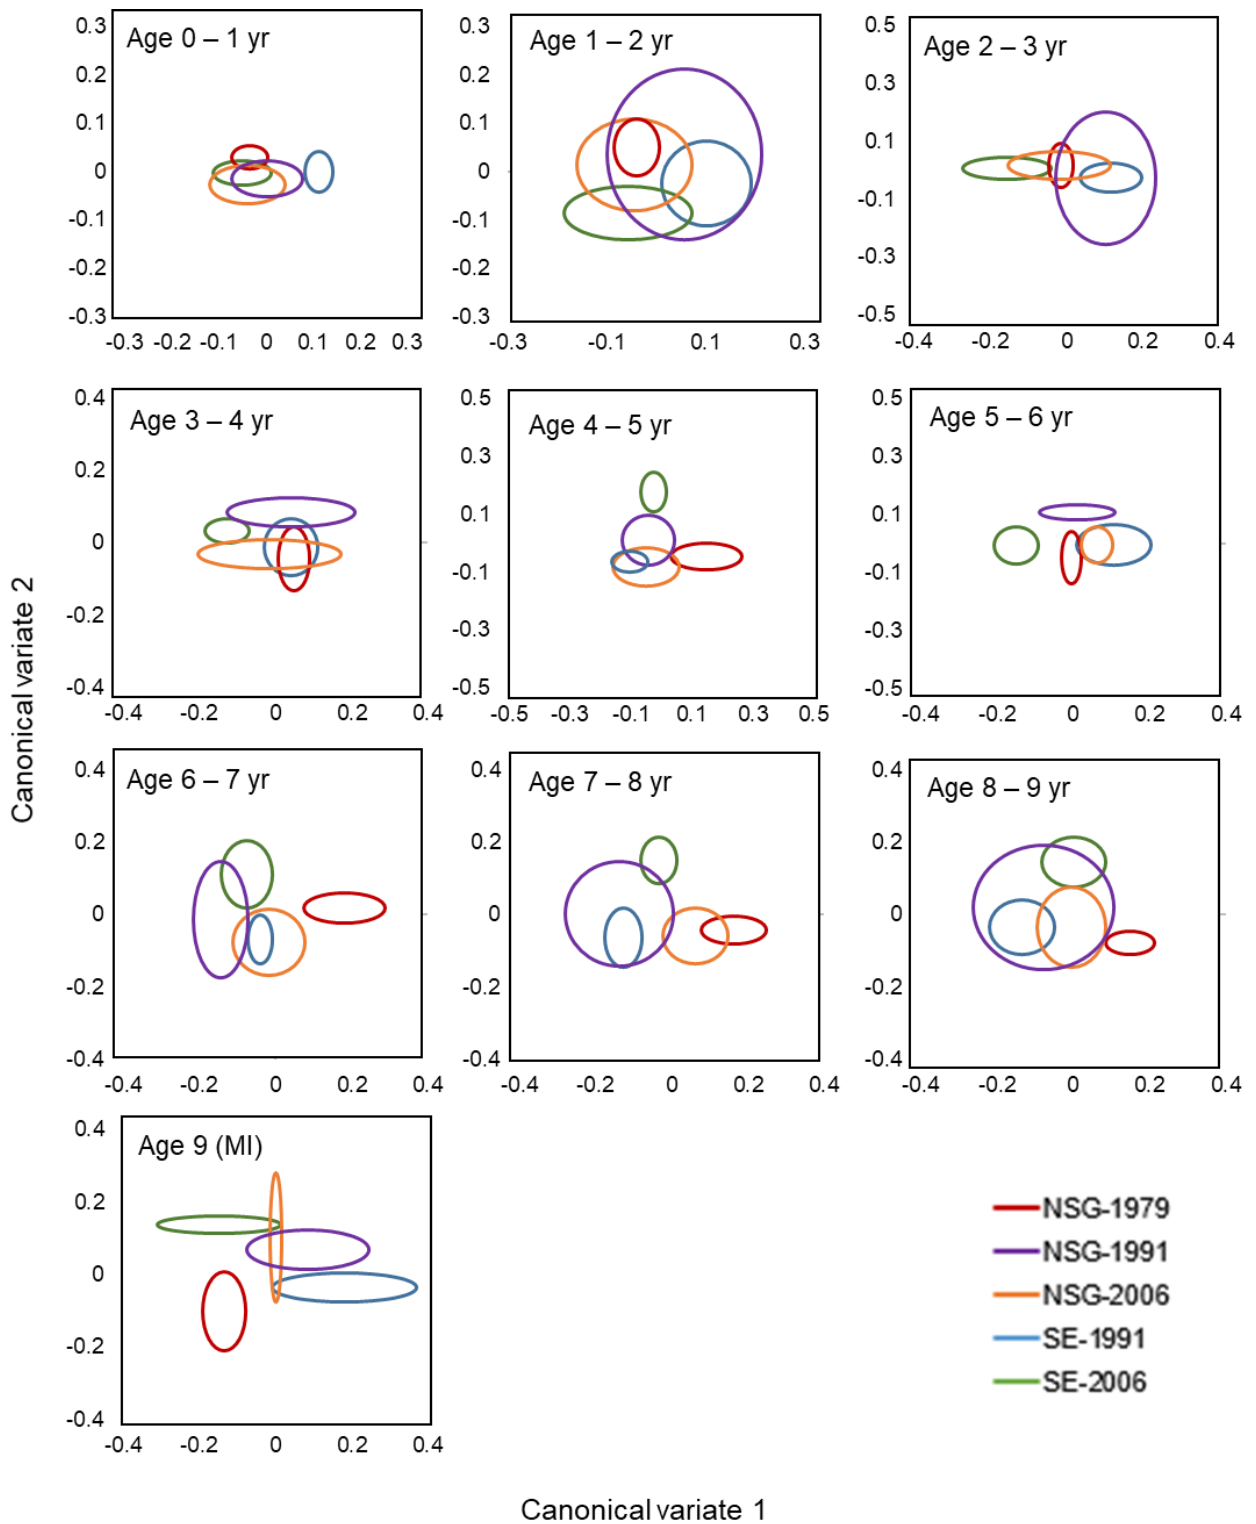 Age 0 – 1 yr
0.3
0.2
0.1
0
-0.1
-0.2
-0.3
-0.3 -0.2 -0.1 0 0.1 0.2 0.3
Age 1 – 2 yr
0.3
0.2
0.1
0
-0.1
-0.2
-0.3
-0.3 -0.1 0.1 0.3
Age 2 – 3 yr
0.5
0.3
0.1
-0.1
-0.3
-0.5
-0.4 -0.2 0 0.2 0.4
Age 3 – 4 yr
0.4
0.2
0
-0.2
-0.4
-0.4 -0.2 0 0.2 0.4
Age 4 – 5 yr
0.5
0.3
0.1
-0.1
-0.3
-0.5
-0.5 -0.3 -0.1 0.1 0.3 0.5
Age 5 – 6 yr
0.5
0.3
0.1
-0.1
-0.3
-0.5
-0.4 -0.2 0 0.2 0.4
Canonical variate 2
Age 6 – 7 yr
0.4
0.2
0
-0.2
-0.4
-0.4 -0.2 0 0.2 0.4
Age 7 – 8 yr
0.4
0.2
0
-0.2
-0.4
-0.4 -0.2 0 0.2 0.4
Age 8 – 9 yr
0.4
0.2
0
-0.2
-0.4
-0.4 -0.2 0 0.2 0.4
Age 9 (MI)
0.4
0.2
0
-0.2
-0.4
-0.4 -0.2 0 0.2 0.4
NSG-1979
NSG-1991
NSG-2006
SE-1991
SE-2006
Canonical variate 1